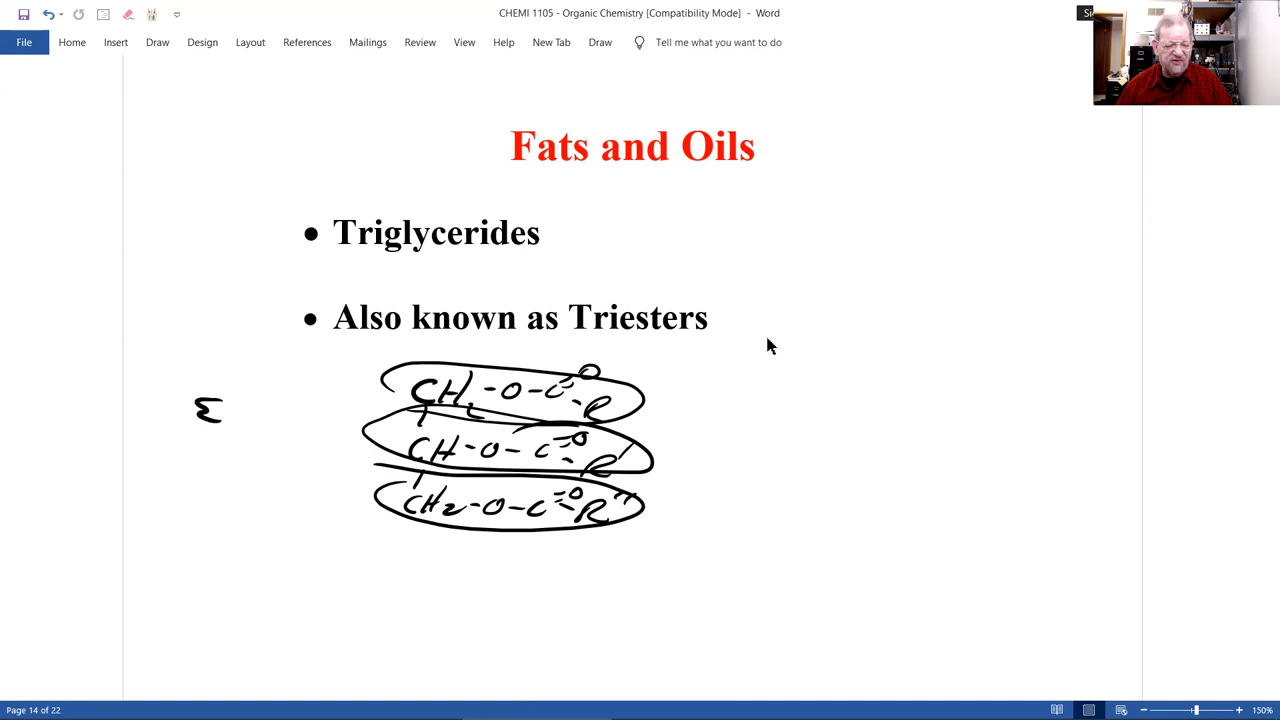 CHEMI 1105 - Organic Chemistry [Compatibility Mode] - Word
File Home Insert Draw Design Layout References Mailings Review View Help New Tab Draw Tell me what you want to do
Fats and Oils
• Triglycerides
• Also known as Triesters
CH2-O-C=O-R
CH-O-C=O-R'
CH2-O-C=O-R"
Page 14 of 22
150%